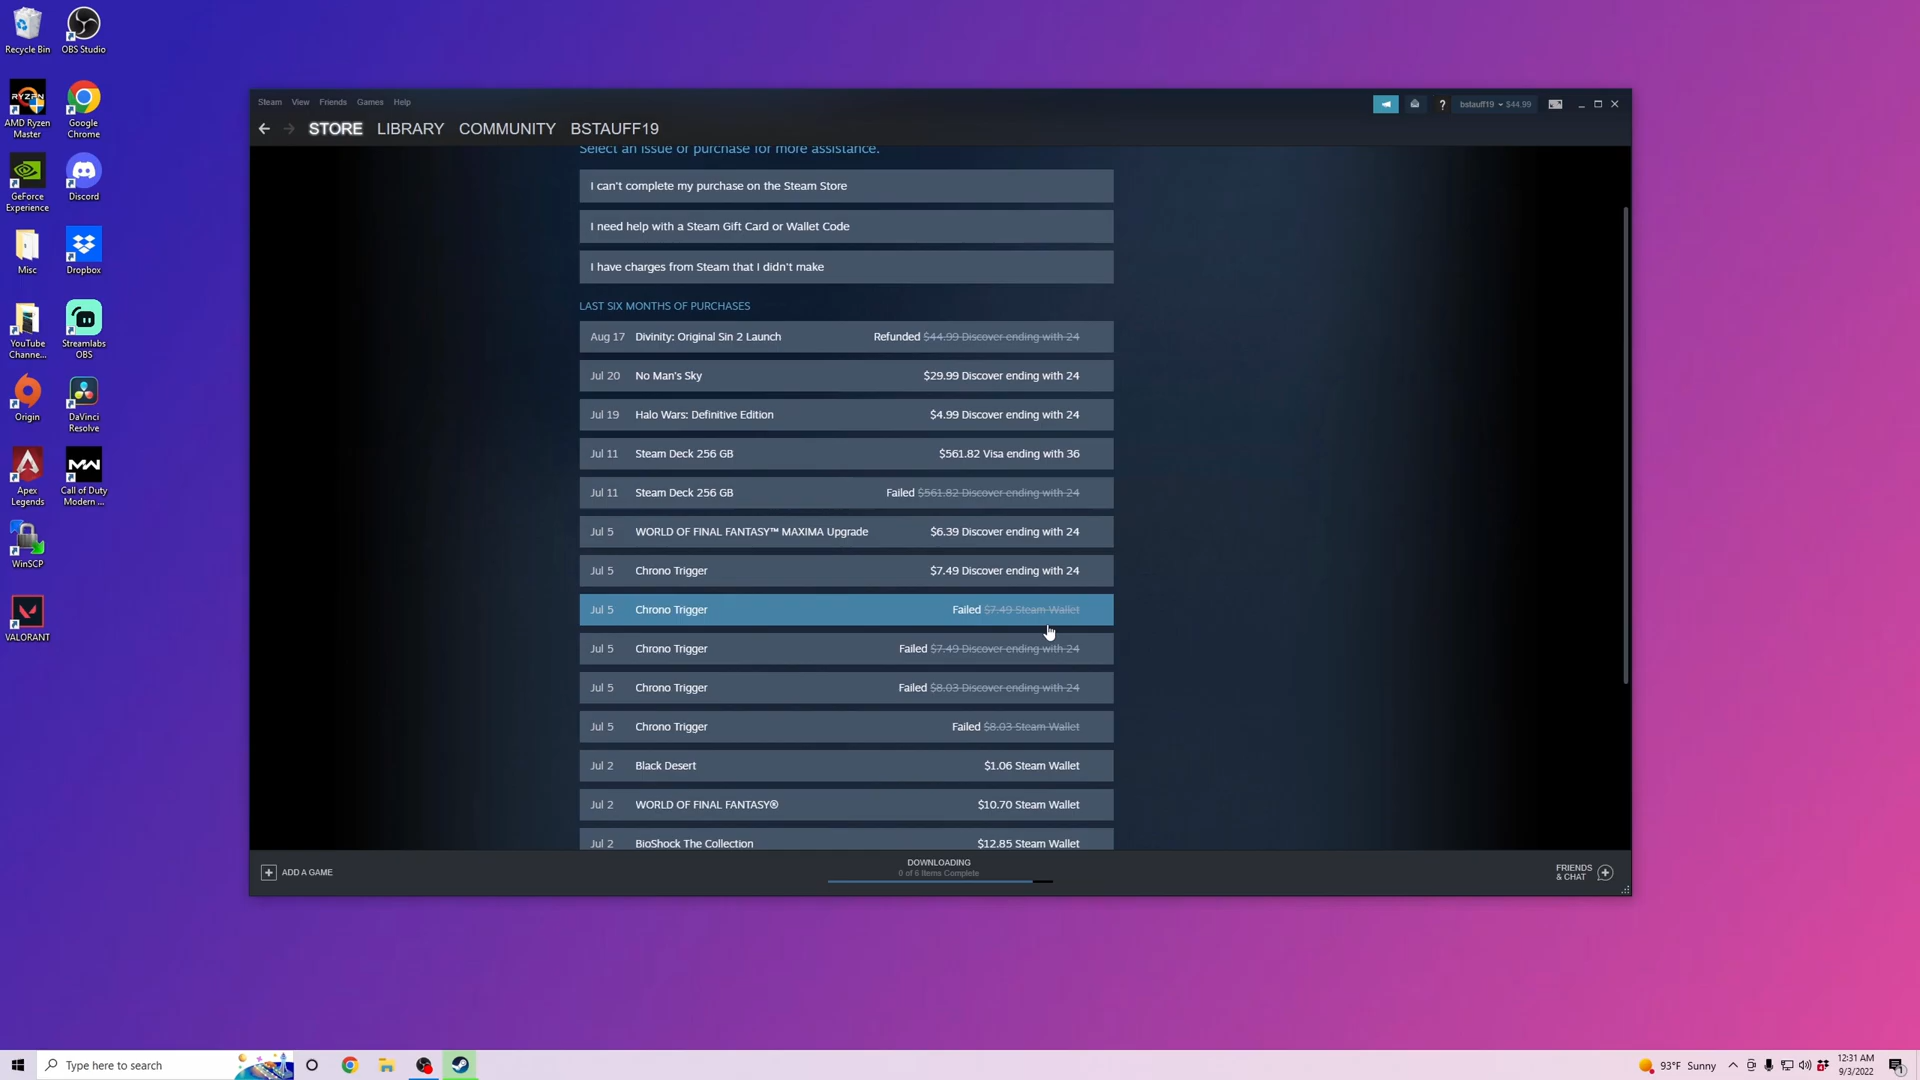 Recycle Bin
OBS Studio
AMD Ryzen Master
Google Chrome
GeForce Experience
Discord
Misc
Dropbox
YouTube Channe...
Streamlabs OBS
Origin
DaVinci Resolve
Apex Legends
Call of Duty Modern ...
WinSCP
VALORANT
RYZEN
Steam View Friends Games Help
bstauff19 $44.99
STORE LIBRARY COMMUNITY BSTAUFF19
Select an issue or purchase for more assistance.
I can't complete my purchase on the Steam Store
I need help with a Steam Gift Card or Wallet Code
I have charges from Steam that I didn't make
LAST SIX MONTHS OF PURCHASES
Aug 17 Divinity: Original Sin 2 Launch Refunded $44.99 Discover ending with 24
Jul 20 No Man's Sky $29.99 Discover ending with 24
Jul 19 Halo Wars: Definitive Edition $4.99 Discover ending with 24
Jul 11 Steam Deck 256 GB $561.82 Visa ending with 36
Jul 11 Steam Deck 256 GB Failed $561.82 Discover ending with 24
Jul 5 WORLD OF FINAL FANTASY™ MAXIMA Upgrade $6.39 Discover ending with 24
Jul 5 Chrono Trigger $7.49 Discover ending with 24
Jul 5 Chrono Trigger Failed $7.49 Steam Wallet
Jul 5 Chrono Trigger Failed $7.49 Discover ending with 24
Jul 5 Chrono Trigger Failed $8.03 Discover ending with 24
Jul 5 Chrono Trigger Failed $8.03 Steam Wallet
Jul 2 Black Desert $1.06 Steam Wallet
Jul 2 WORLD OF FINAL FANTASY® $10.70 Steam Wallet
Jul 2 BioShock The Collection $12.85 Steam Wallet
ADD A GAME
DOWNLOADING
0 of 6 Items Complete
FRIENDS & CHAT
Type here to search
93°F Sunny
12:31 AM
9/3/2022